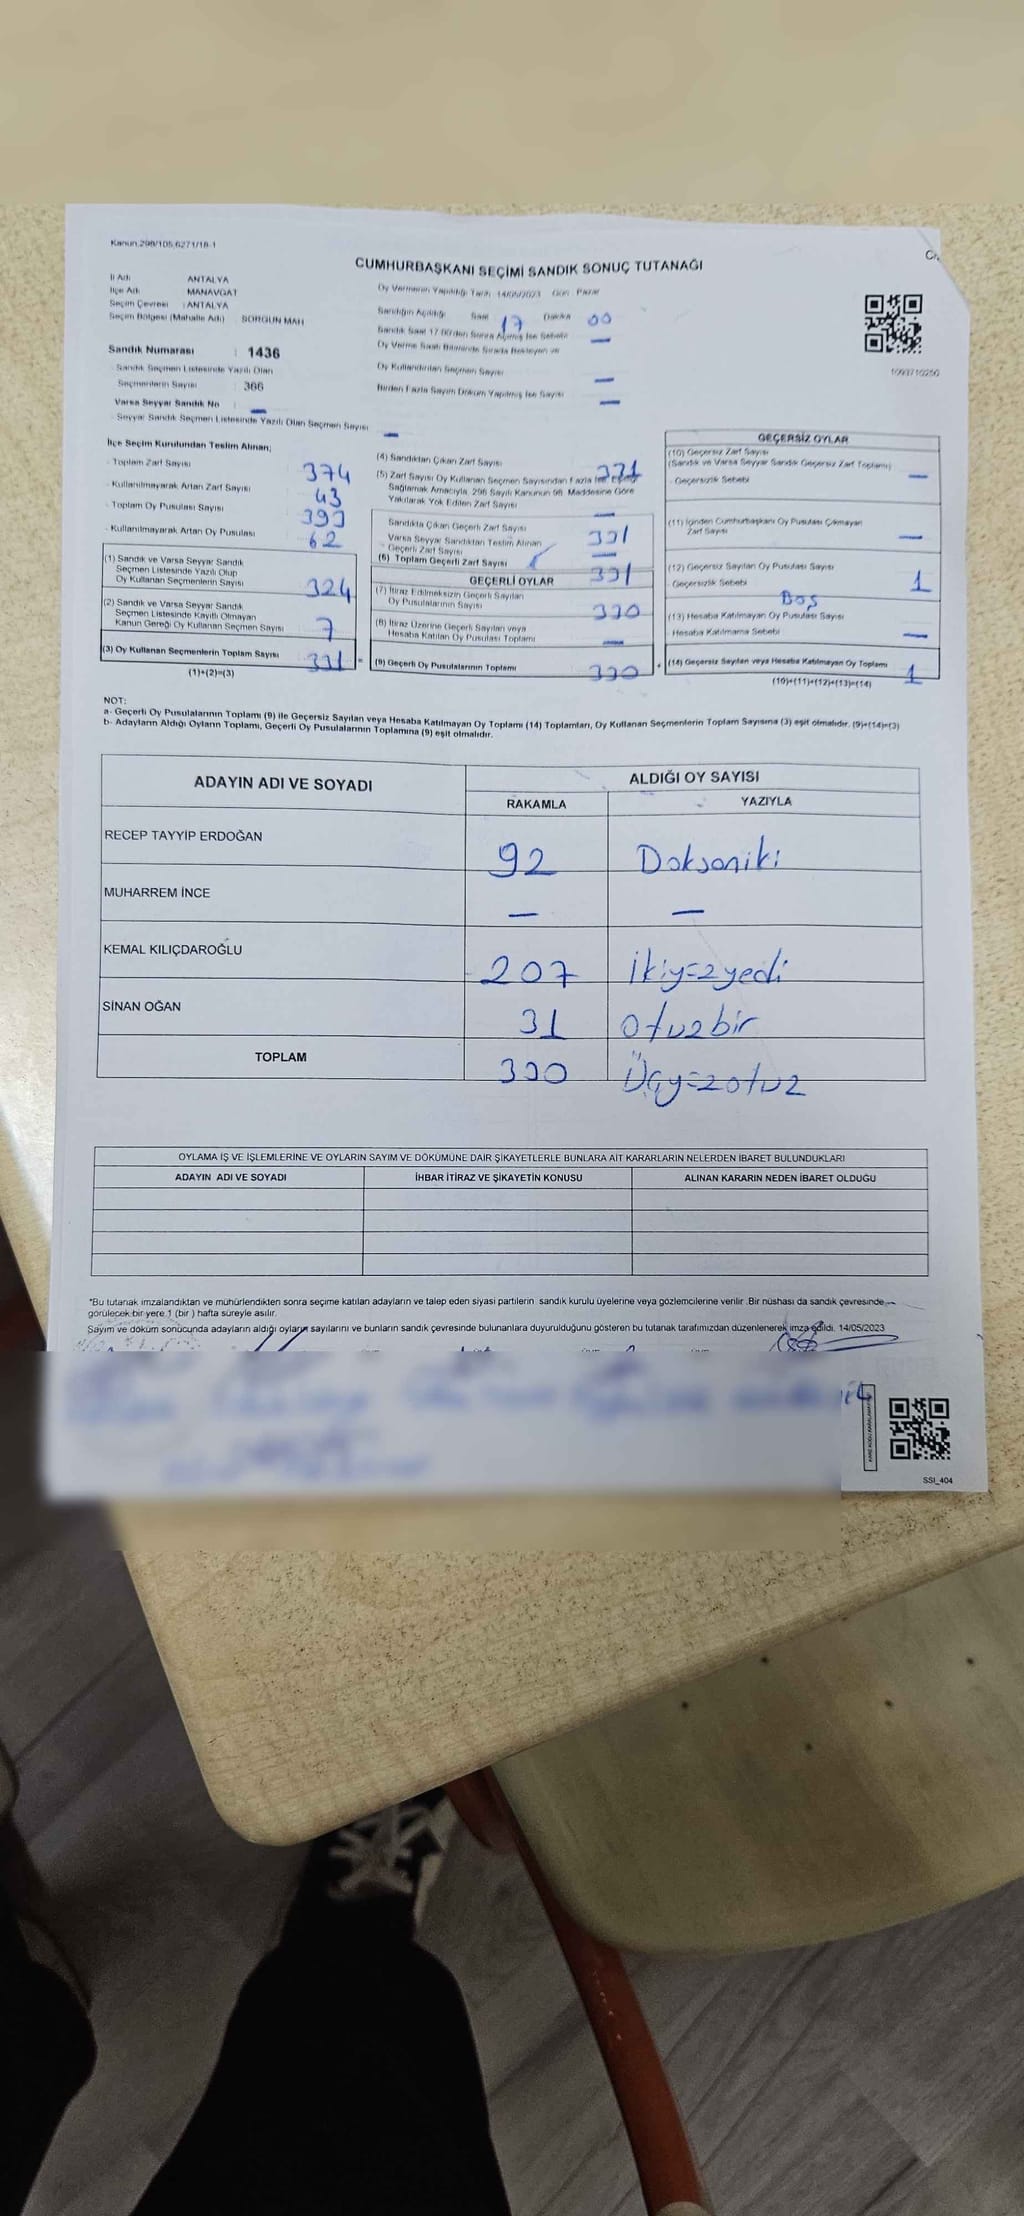 Kanun.298/105,6271/18-1
CUMHURBAŞKANI SEÇİMİ SANDIK SONUÇ TUTANAĞI
İl Adı ANTALYA
İlçe Adı MANAVGAT
Seçim Çevresi : ANTALYA
Seçim Bölgesi (Mahalle Adı) SORGUN MAH
Sandık Numarası : 1436
Sandık Seçmen Listesinde Yazılı Olan
Seçmenlerin Sayısı : 366
Varsa Seyyar Sandık No : —
Seyyar Sandık Seçmen Listesinde Yazılı Olan Seçmen Sayısı —
Oy Vermenin Yapıldığı Tarih 14/05/2023 Gün Pazar
Sandığın Açıldığı Saat 17 Dakika 00
Sandık Saat 17.00'den Sonra Açılmış İse Sebebi —
Oy Verme Saati Bitiminde Sırada Bekleyen ve
Oy Kullandırılan Seçmen Sayısı —
Birden Fazla Sayım Döküm Yapılmış İse Sayısı —
1093710250
İlçe Seçim Kurulundan Teslim Alınan;
Toplam Zarf Sayısı 374
Kullanılmayarak Artan Zarf Sayısı 43
Toplam Oy Pusulası Sayısı 393
Kullanılmayarak Artan Oy Pusulası 62
(1) Sandık ve Varsa Seyyar Sandık
Seçmen Listesinde Yazılı Olup
Oy Kullanan Seçmenlerin Sayısı 324
(2) Sandık ve Varsa Seyyar Sandık
Seçmen Listesinde Kayıtlı Olmayan
Kanun Gereği Oy Kullanan Seçmen Sayısı 7
(3) Oy Kullanan Seçmenlerin Toplam Sayısı 331 =
(1)+(2)=(3)
(4) Sandıktan Çıkan Zarf Sayısı 331
(5) Zarf Sayısı Oy Kullanan Seçmen Sayısından Fazla İse Eşitliği
Sağlamak Amacıyla, 298 Sayılı Kanunun 98. Maddesine Göre
Yakılarak Yok Edilen Zarf Sayısı —
Sandıkta Çıkan Geçerli Zarf Sayısı 331
Varsa Seyyar Sandıktan Teslim Alınan
Geçerli Zarf Sayısı —
(6) Toplam Geçerli Zarf Sayısı 331
GEÇERLİ OYLAR
(7) İtiraz Edilmeksizin Geçerli Sayılan
Oy Pusulalarının Sayısı 330
(8) İtiraz Üzerine Geçerli Sayılan veya
Hesaba Katılan Oy Pusulası Toplamı —
(9) Geçerli Oy Pusulalarının Toplamı 330 +
GEÇERSİZ OYLAR
(10) Geçersiz Zarf Sayısı
(Sandık ve Varsa Seyyar Sandık Geçersiz Zarf Toplamı) —
Geçersizlik Sebebi
(11) İçinden Cumhurbaşkanı Oy Pusulası Çıkmayan
Zarf Sayısı —
(12) Geçersiz Sayılan Oy Pusulası Sayısı 1
Geçersizlik Sebebi Boş
(13) Hesaba Katılmayan Oy Pusulası Sayısı —
Hesaba Katılmama Sebebi
(14) Geçersiz Sayılan veya Hesaba Katılmayan Oy Toplamı 1
(10)+(11)+(12)+(13)=(14)
NOT:
a- Geçerli Oy Pusulalarının Toplamı (9) ile Geçersiz Sayılan veya Hesaba Katılmayan Oy Toplamı (14) Toplamları, Oy Kullanan Seçmenlerin Toplam Sayısına (3) eşit olmalıdır. (9)+(14)=(3)
b- Adayların Aldığı Oyların Toplamı, Geçerli Oy Pusulalarının Toplamına (9) eşit olmalıdır.
ADAYIN ADI VE SOYADI ALDIĞI OY SAYISI
RAKAMLA YAZIYLA
RECEP TAYYİP ERDOĞAN 92 Doksaniki
MUHARREM İNCE — —
KEMAL KILIÇDAROĞLU 207 İkiyüzyedi
SİNAN OĞAN 31 Otuzbir
TOPLAM 330 Üçyüzotuz
OYLAMA İŞ VE İŞLEMLERİNE VE OYLARIN SAYIM VE DÖKÜMÜNE DAİR ŞİKAYETLERLE BUNLARA AİT KARARLARIN NELERDEN İBARET BULUNDUKLARI
ADAYIN ADI VE SOYADI İHBAR İTİRAZ VE ŞİKAYETİN KONUSU ALINAN KARARIN NEDEN İBARET OLDUĞU
*Bu tutanak imzalandıktan ve mühürlendikten sonra seçime katılan adayların ve talep eden siyasi partilerin sandık kurulu üyelerine veya gözlemcilerine verilir .Bir nüshası da sandık çevresinde
görülecek bir yere 1 (bir ) hafta süreyle asılır.
Sayım ve döküm sonucunda adayların aldığı oyların sayılarını ve bunların sandık çevresinde bulunanlara duyurulduğunu gösteren bu tutanak tarafımızdan düzenlenerek imza edildi. 14/05/2023
SSI_404